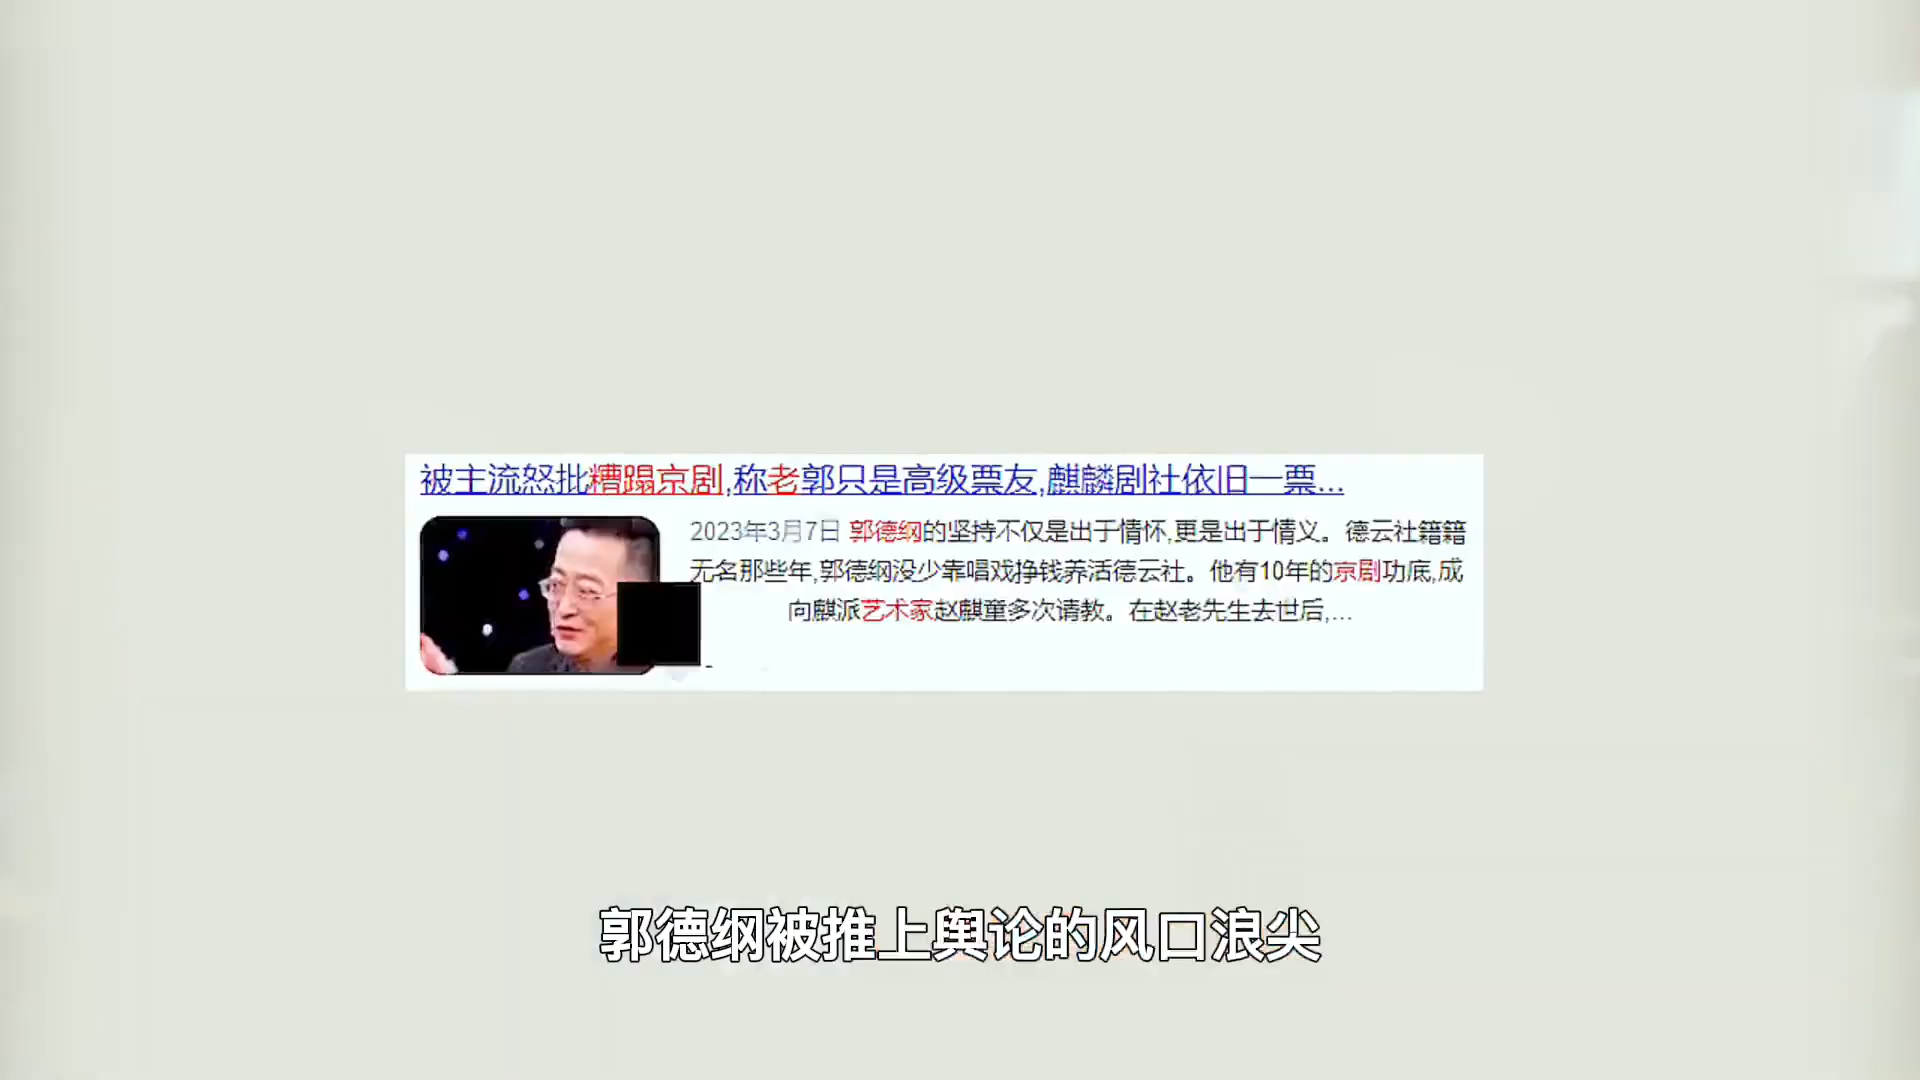 被主流怒批糟蹋京剧,称老郭只是高级票友,麒麟剧社依旧一票...
2023年3月7日 郭德纲的坚持不仅是出于情怀,更是出于情义。德云社籍籍
无名那些年,郭德纲没少靠唱戏挣钱养活德云社。他有10年的京剧功底,成
向麒派艺术家赵麒童多次请教。在赵老先生去世后,...
郭德纲被推上舆论的风口浪尖